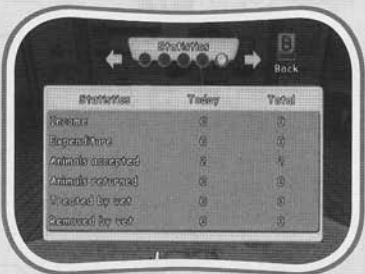 Statistics
B
Back
Statistics Today Total
Income 0 0
Expenditure 0 0
Animals accepted 2 2
Animals returned 0 0
Treated by vet 0 0
Removed by vet 0 0